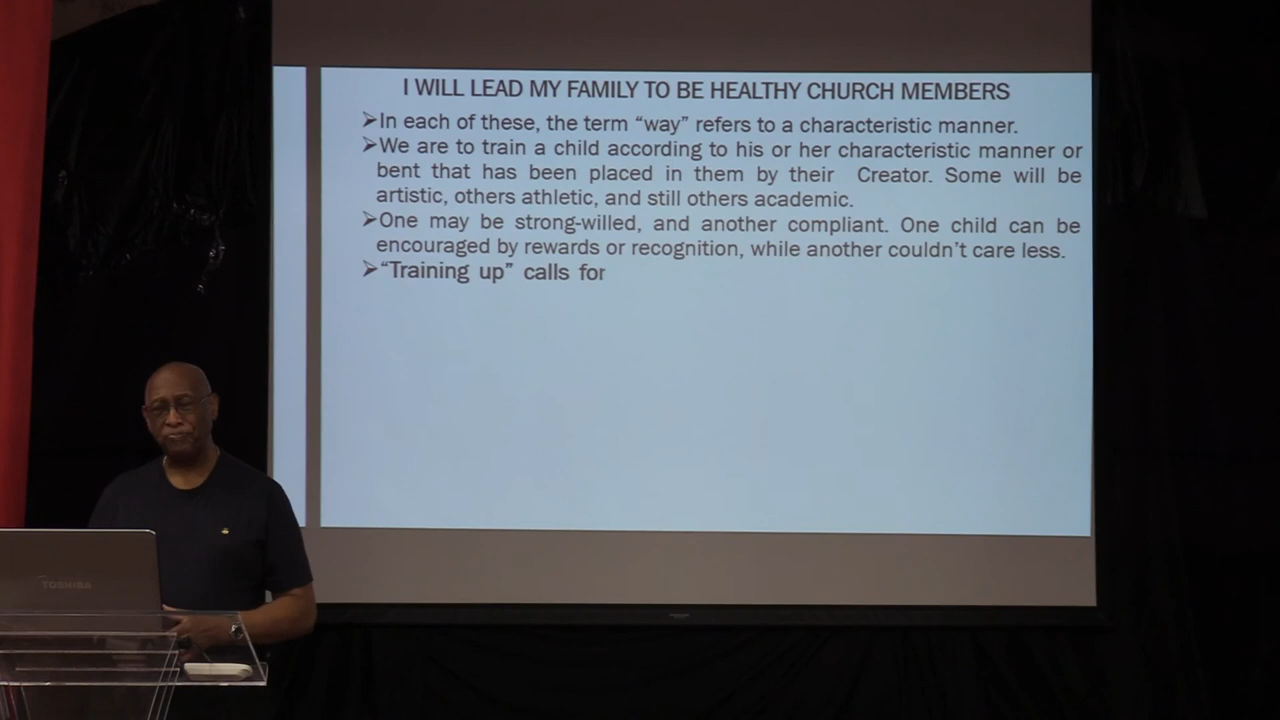 I WILL LEAD MY FAMILY TO BE HEALTHY CHURCH MEMBERS
➢In each of these, the term “way” refers to a characteristic manner.
➢We are to train a child according to his or her characteristic manner or
bent that has been placed in them by their Creator. Some will be
artistic, others athletic, and still others academic.
➢One may be strong-willed, and another compliant. One child can be
encouraged by rewards or recognition, while another couldn’t care less.
➢“Training up” calls for
TOSHIBA